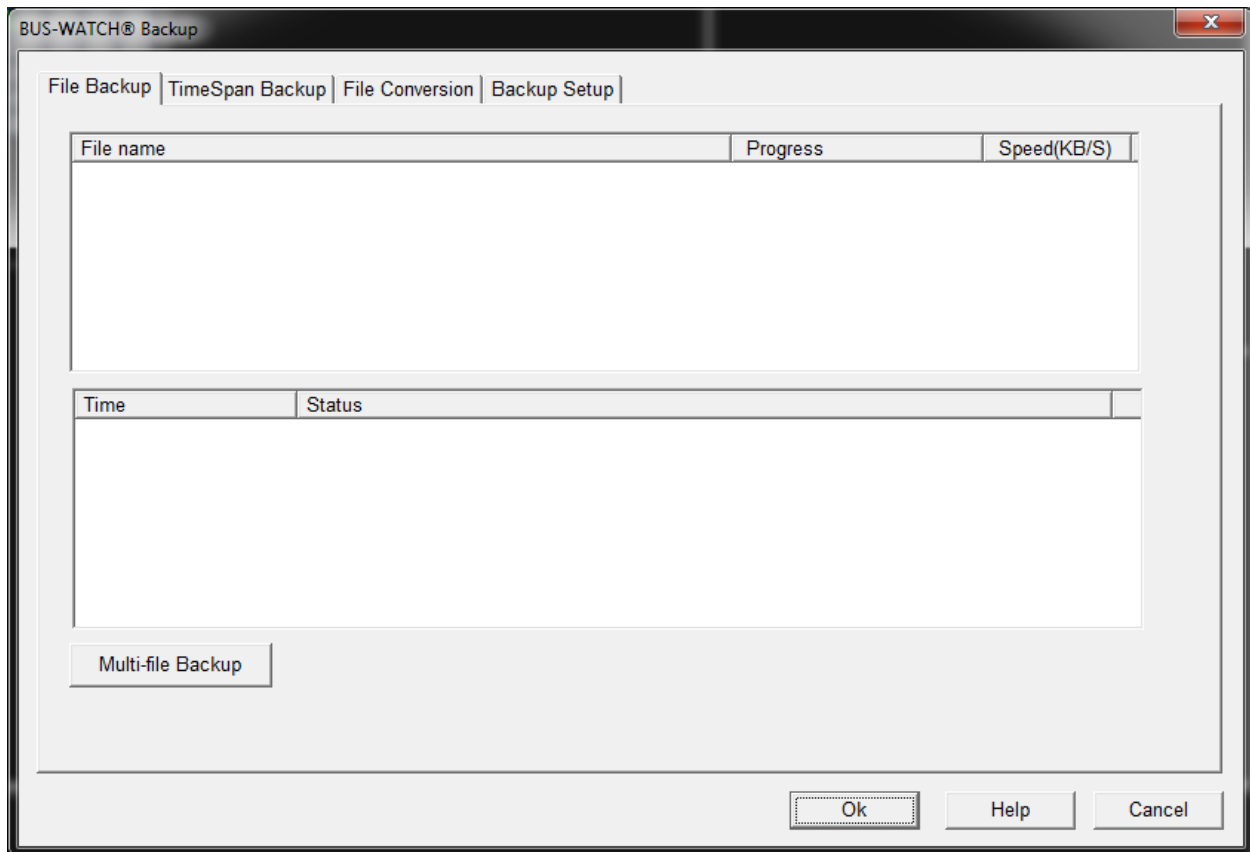 BUS-WATCH® Backup
File Backup TimeSpan Backup File Conversion Backup Setup
File name Progress Speed(KB/S)
Time Status
Multi-file Backup
Ok Help Cancel